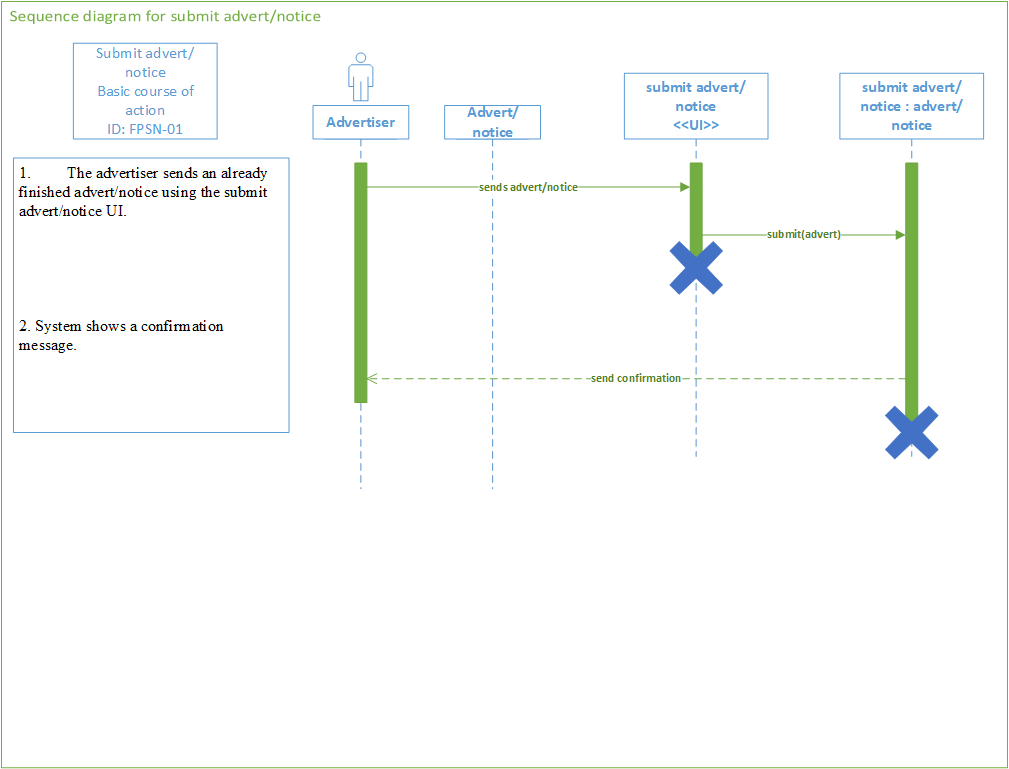 Sequence diagram for submit advert/notice
Submit advert/
notice
Basic course of
action
ID: FPSN-01
Advertiser
Advert/
notice
submit advert/
notice
<<UI>>
submit advert/
notice : advert/
notice
1. The advertiser sends an already
finished advert/notice using the submit
advert/notice UI.
sends advert/notice
submit(advert)
2. System shows a confirmation
message.
send confirmation